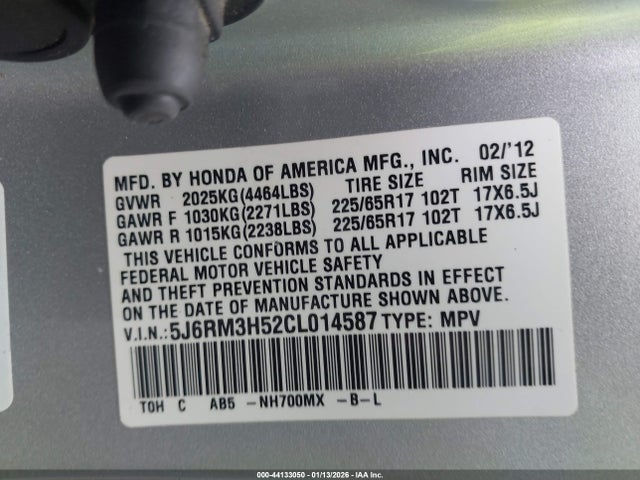 MFD. BY HONDA OF AMERICA MFG., INC. 02/'12
GVWR 2025KG(4464LBS) TIRE SIZE RIM SIZE
GAWR F 1030KG(2271LBS) 225/65R17 102T 17X6.5J
GAWR R 1015KG(2238LBS) 225/65R17 102T 17X6.5J
THIS VEHICLE CONFORMS TO ALL APPLICABLE
FEDERAL MOTOR VEHICLE SAFETY
AND THEFT PREVENTION STANDARDS IN EFFECT
ON THE DATE OF MANUFACTURE SHOWN ABOVE.
V.I.N.:5J6RM3H52CL014587 TYPE: MPV
TOH C AB5 -NH700MX -B-L
000-44133050 - 01/13/2026 - IAA Inc.